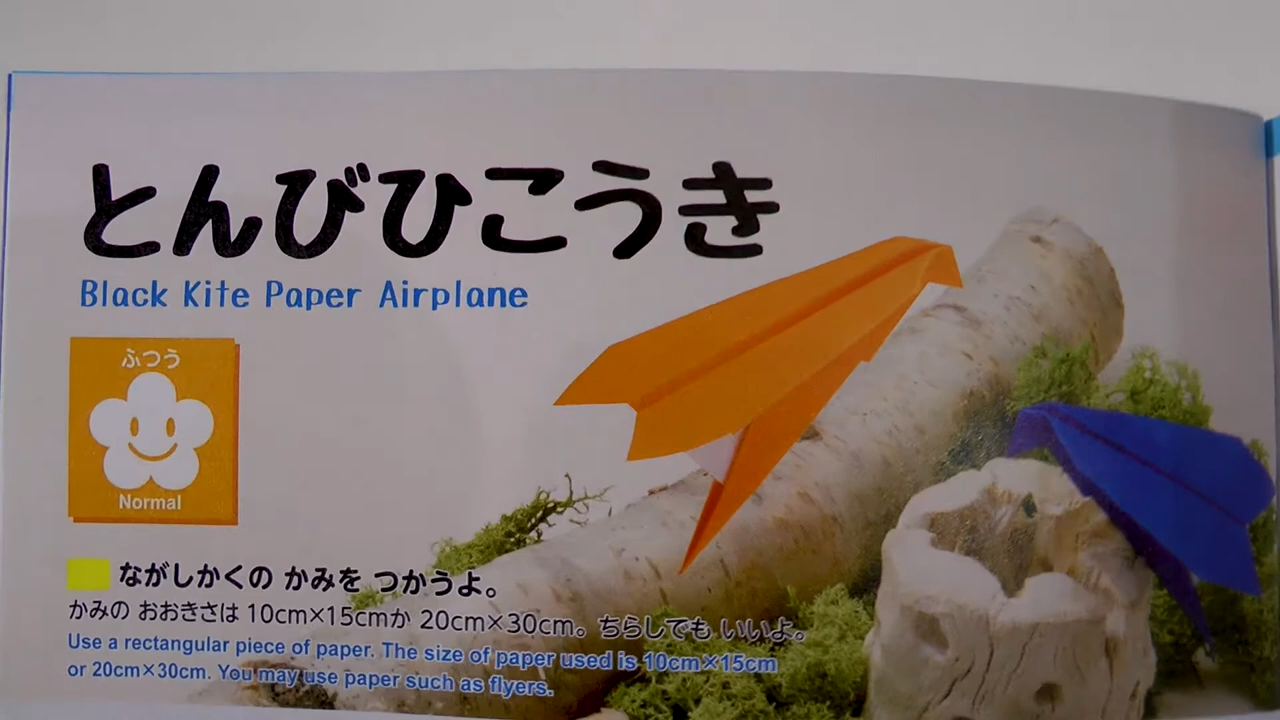 とんびひこうき
Black Kite Paper Airplane
ふつう
Normal
ながしかくの かみを つかうよ。
かみの おおきさは 10cm×15cmか 20cm×30cm。ちらしでも いいよ。
Use a rectangular piece of paper. The size of paper used is 10cm×15cm
or 20cm×30cm. You may use paper such as flyers.